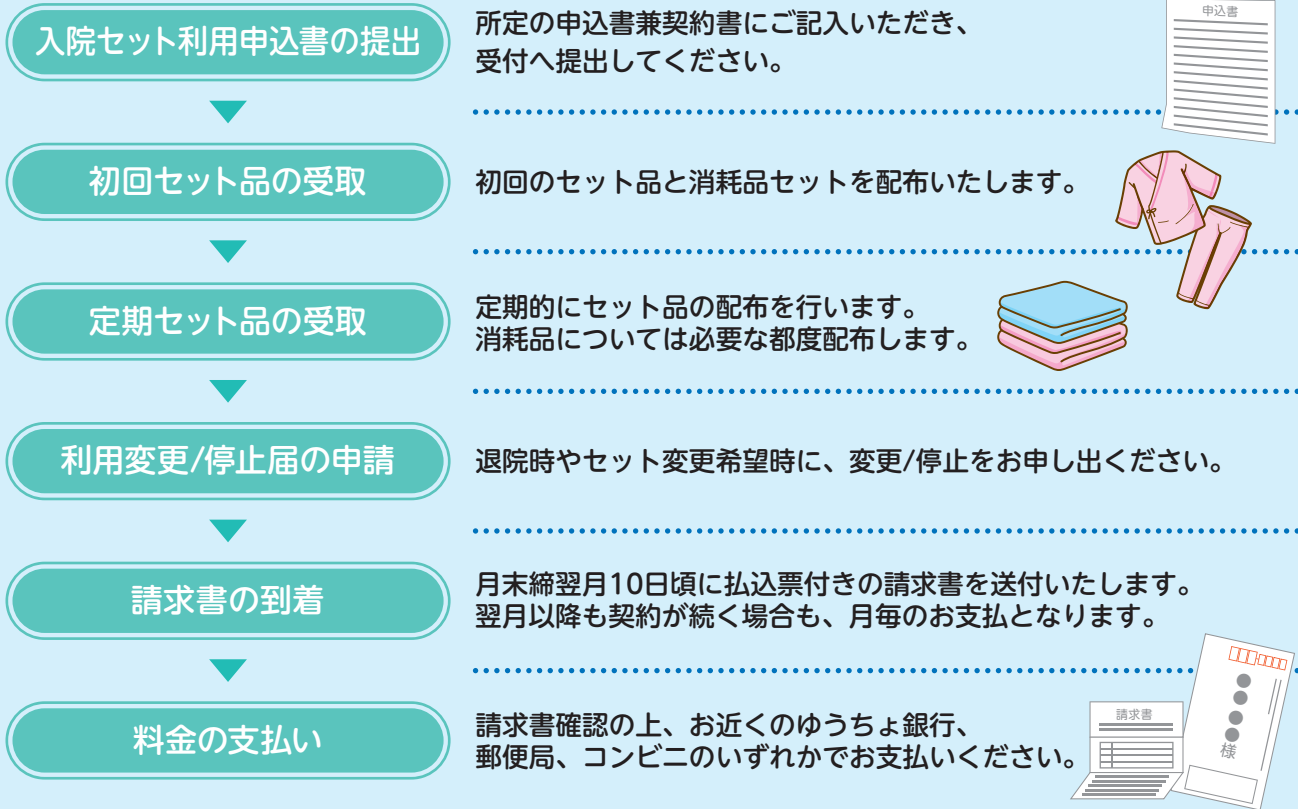 入院セット利用申込書の提出
所定の申込書兼契約書にご記入いただき、
受付へ提出してください。
申込書
初回セット品の受取
初回のセット品と消耗品セットを配布いたします。
定期セット品の受取
定期的にセット品の配布を行います。
消耗品については必要な都度配布します。
利用変更/停止届の申請
退院時やセット変更希望時に、変更/停止をお申し出ください。
請求書の到着
月末締翌月10日頃に払込票付きの請求書を送付いたします。
翌月以降も契約が続く場合も、月毎のお支払となります。
料金の支払い
請求書確認の上、お近くのゆうちょ銀行、
郵便局、コンビニのいずれかでお支払いください。
請求書
●●●●様